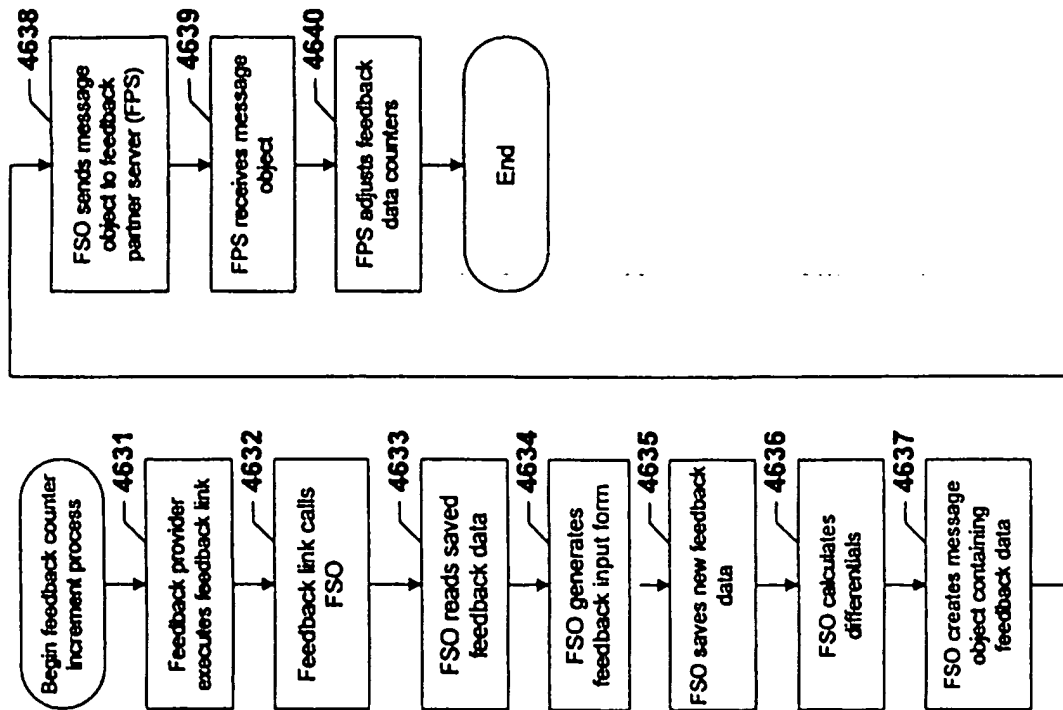 Begin feedback counter
Increment process
4631
Feedback provider
executes feedback link
4632
Feedback link calls
FSO
4633
FSO reads saved
feedback data
4634
FSO generates
feedback input form
4635
FSO saves new feedback
data
4636
FSO calculates
differentials
4637
FSO creates message
object containing
feedback data
4638
FSO sends message
object to feedback
partner server (FPS)
4639
FPS receives message
object
4640
FPS adjusts feedback
data counters
End